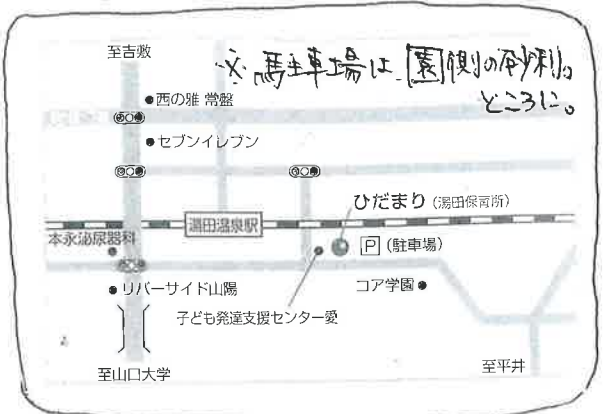 至吉敷
※駐車場は、園側の砂利の
ところに。
西の雅 常盤
セブンイレブン
ひだまり(湯田保育所)
湯田温泉駅
本永泌尿器科
P(駐車場)
リバーサイド山陽
コア学園
子ども発達支援センター愛
至山口大学
至平井